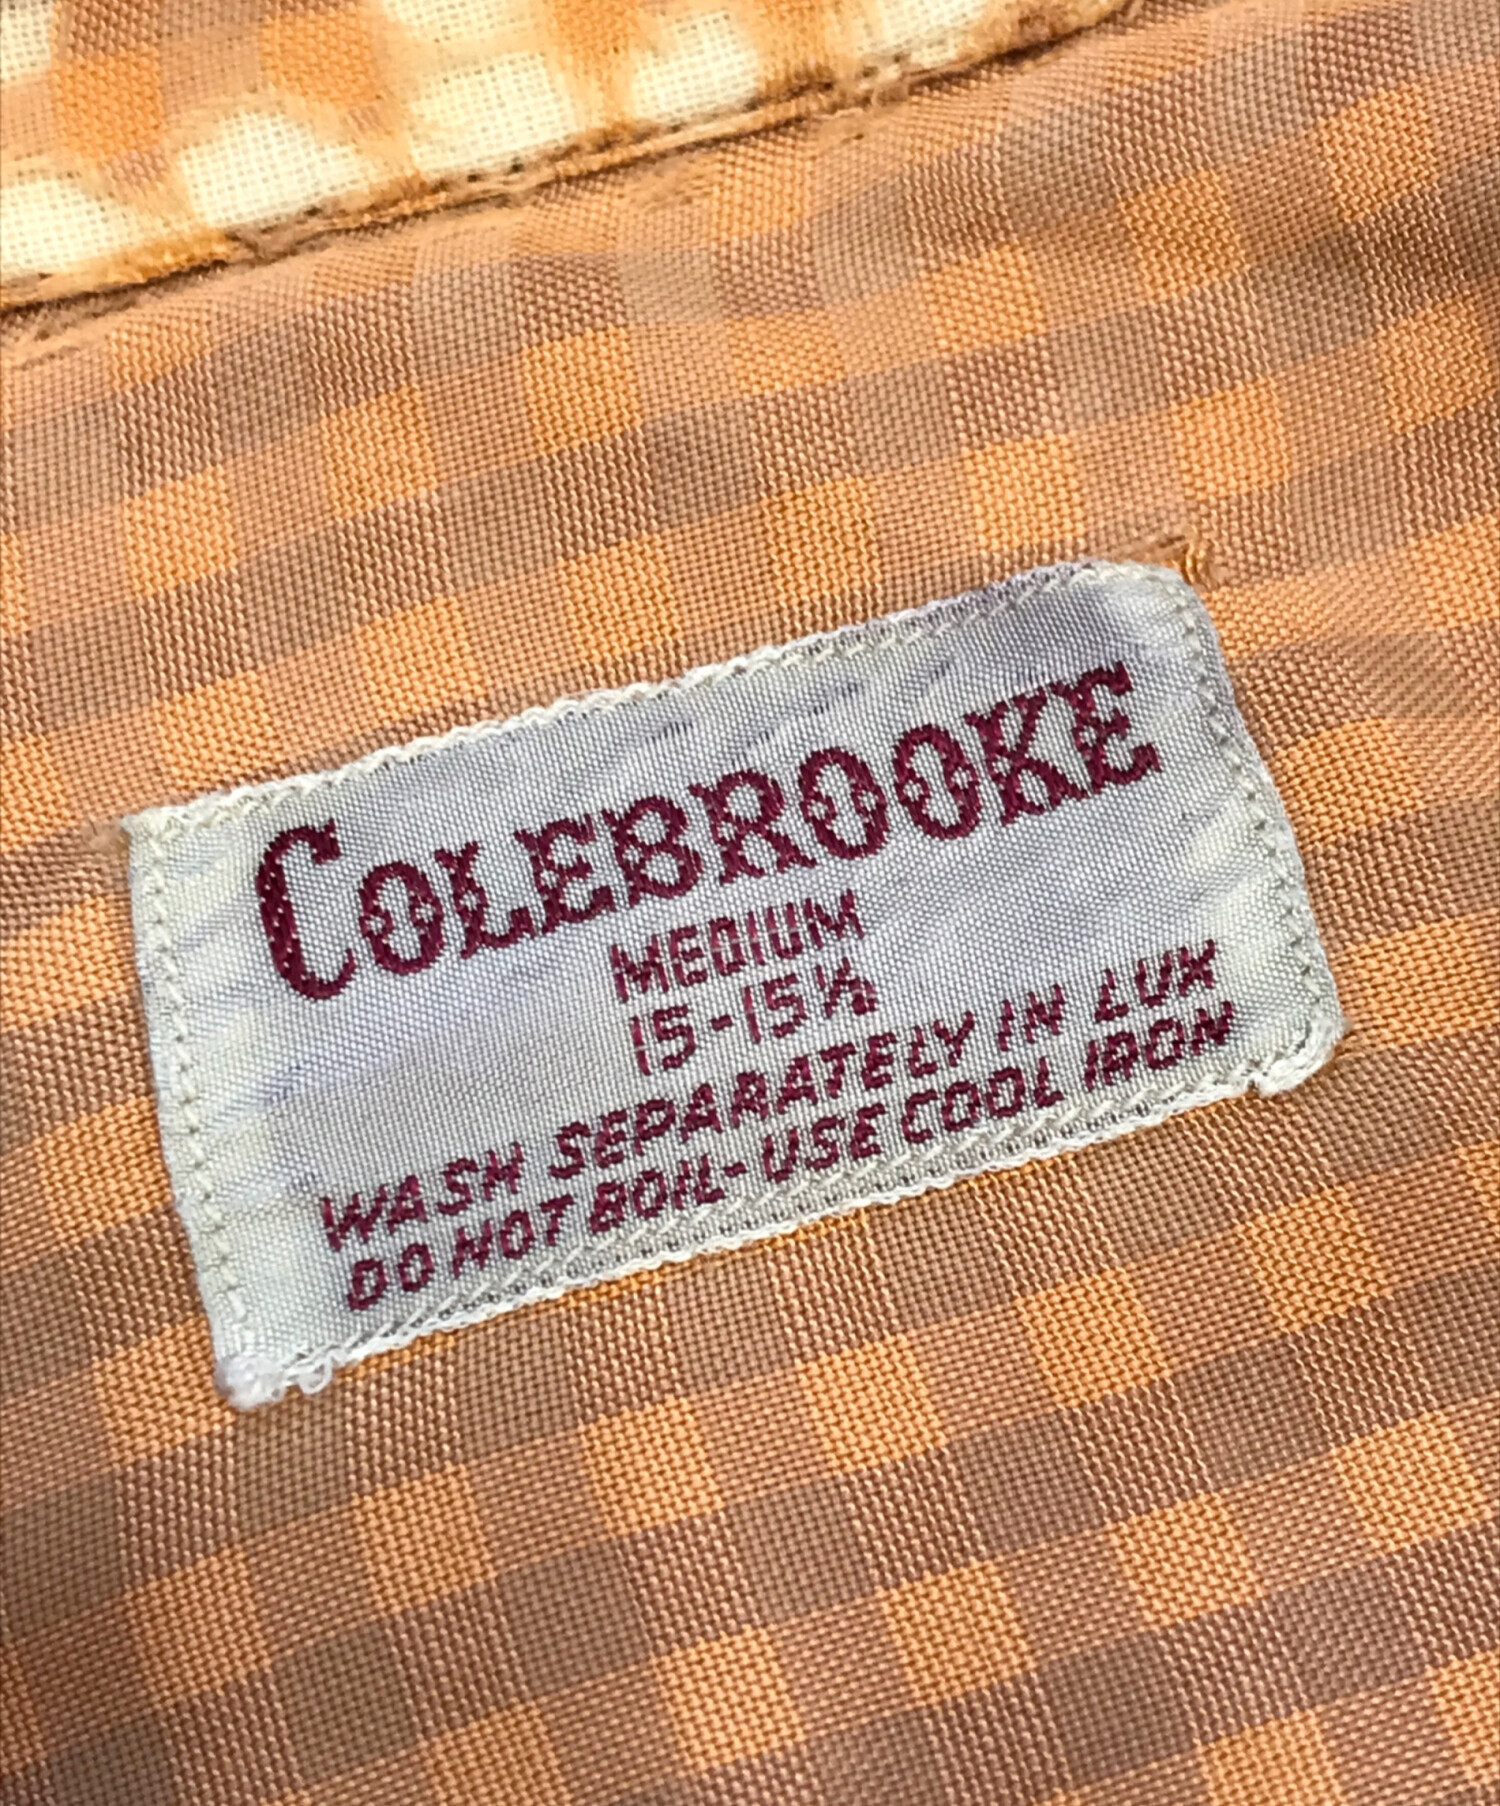 COLEBROOKE
MEDIUM
15-15½
WASH SEPARATELY IN LUX
DO NOT BOIL-USE COOL IRON